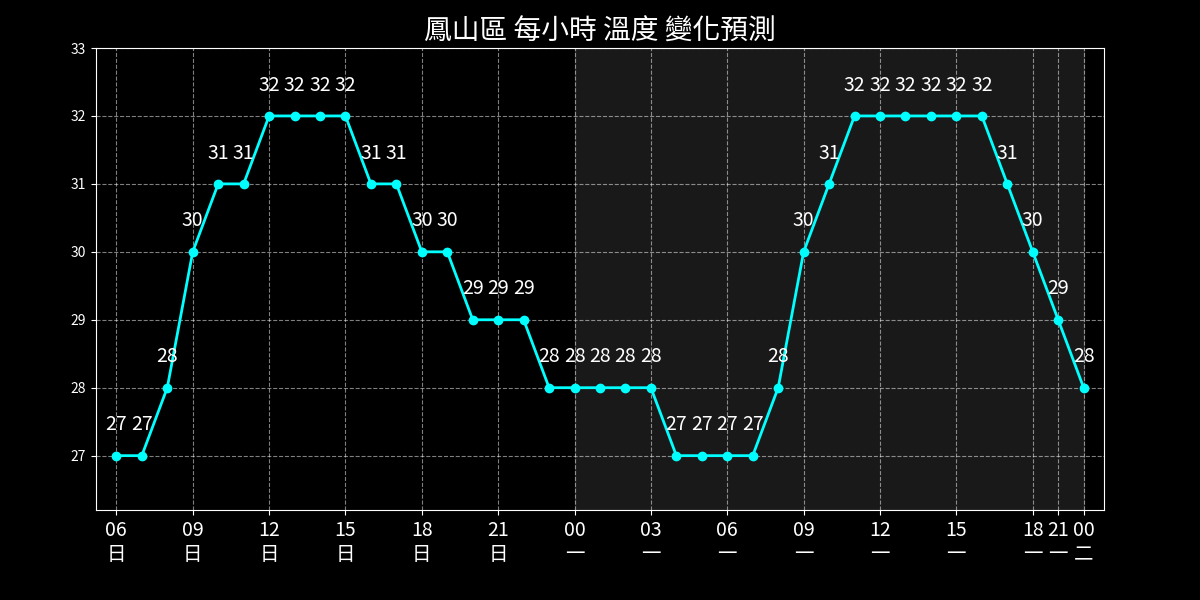 鳳山區 每小時 溫度 變化預測
33
32 32 32 32 32 32 32 32 32 32
32
31 31 31 31 31 31
31
30 30 30 30 30
30
29 29 29 29
29
28 28 28 28 28 28 28 28
28
27 27 27 27 27 27
27
06 09 12 15 18 21 00 03 06 09 12 15 18 21 00
日 日 日 日 日 日 一 一 一 一 一 一 一 一 二